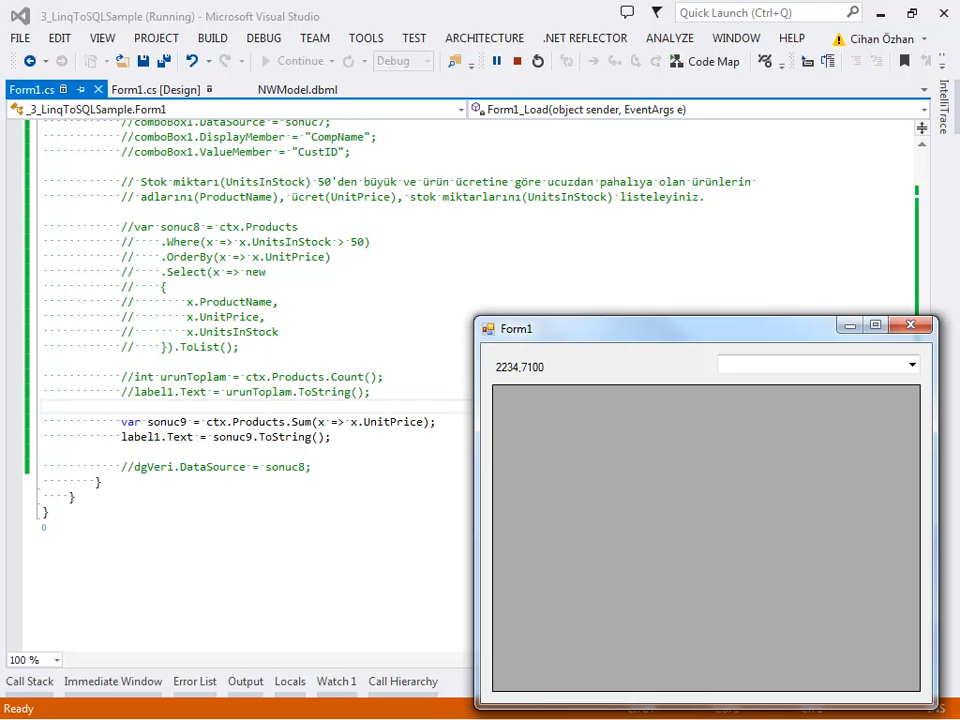 3_LinqToSQLSample (Running) - Microsoft Visual Studio
Quick Launch (Ctrl+Q)
FILE EDIT VIEW PROJECT BUILD DEBUG TEAM TOOLS TEST ARCHITECTURE .NET REFLECTOR ANALYZE WINDOW HELP Cihan Özhan
Continue Debug Code Map
Form1.cs Form1.cs [Design] NWModel.dbml
_3_LinqToSQLSample.Form1 Form1_Load(object sender, EventArgs e)
IntelliTrace
//comboBox1.DataSource = sonuc7;
//comboBox1.DisplayMember = "CompName";
//comboBox1.ValueMember = "CustID";
// Stok miktarı(UnitsInStock) 50'den büyük ve ürün ücretine göre ucuzdan pahalıya olan ürünlerin
// adlarını(ProductName), ücret(UnitPrice), stok miktarlarını(UnitsInStock) listeleyiniz.
//var sonuc8 = ctx.Products
// .Where(x => x.UnitsInStock > 50)
// .OrderBy(x => x.UnitPrice)
// .Select(x => new
// {
// x.ProductName,
// x.UnitPrice,
// x.UnitsInStock
// }).ToList();
//int urunToplam = ctx.Products.Count();
//label1.Text = urunToplam.ToString();
var sonuc9 = ctx.Products.Sum(x => x.UnitPrice);
label1.Text = sonuc9.ToString();
//dgVeri.DataSource = sonuc8;
}
}
}
Form1
2234,7100
100 %
Call Stack Immediate Window Error List Output Locals Watch 1 Call Hierarchy
Ready